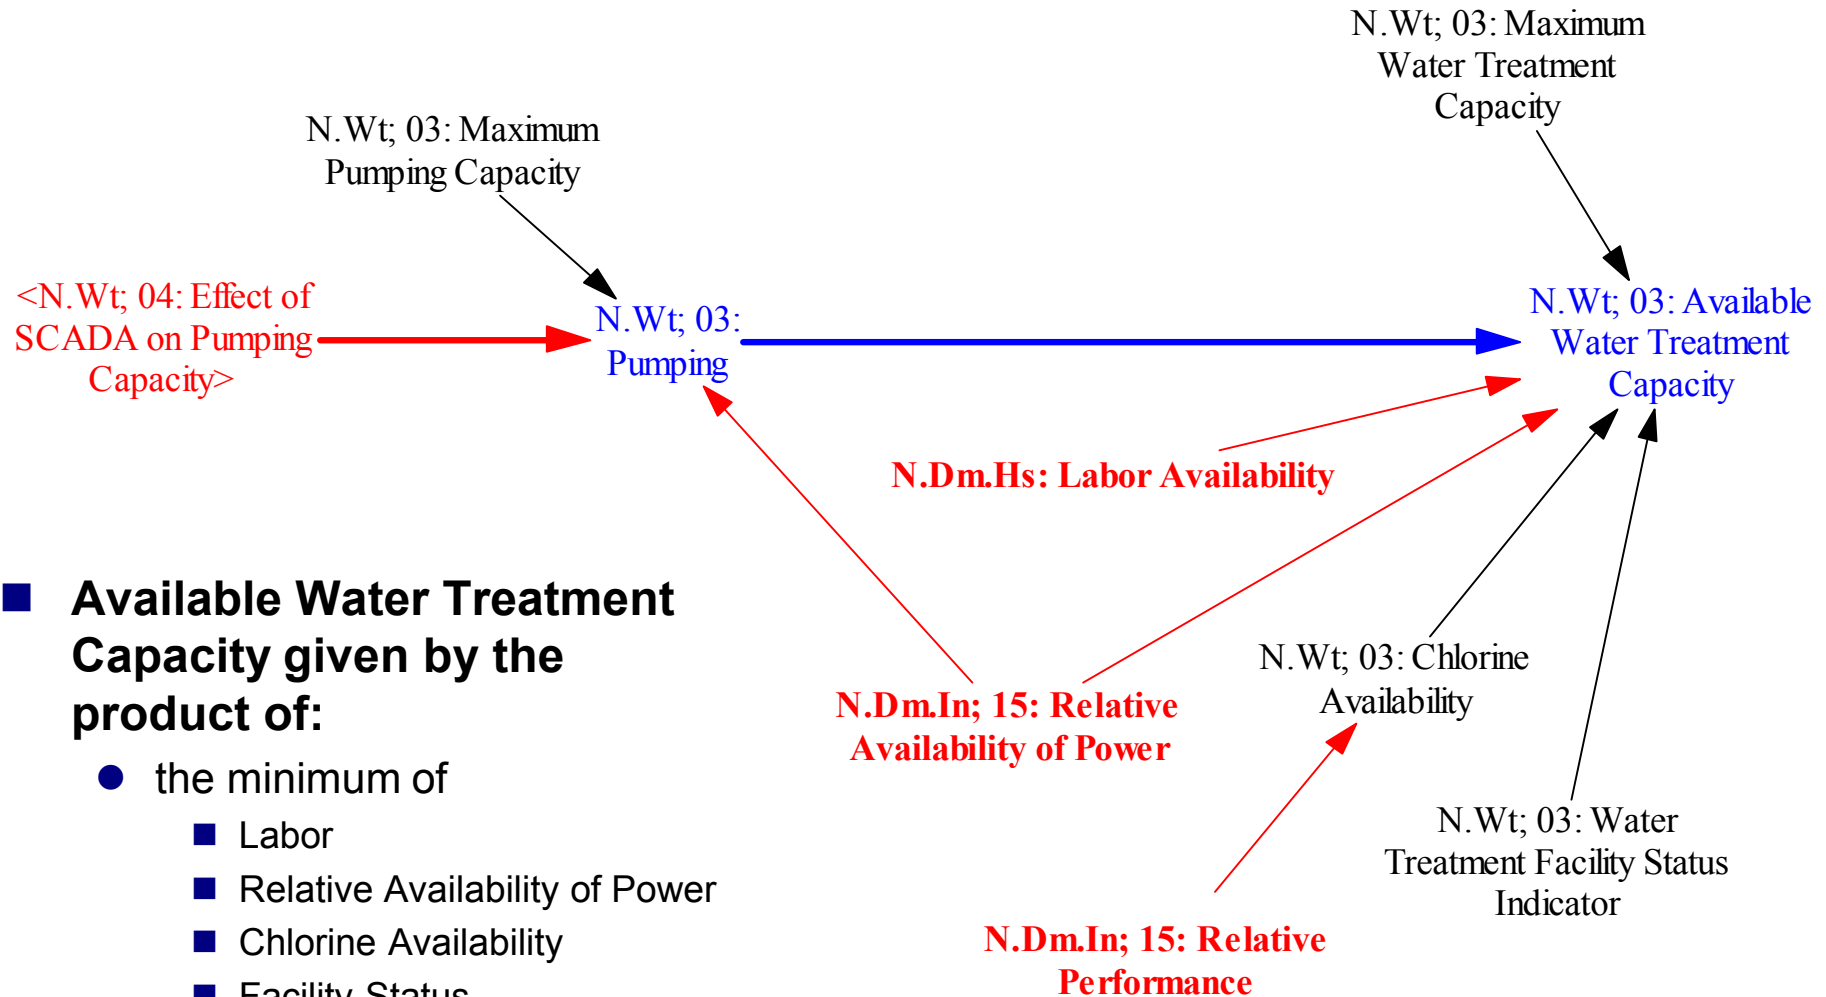 N.Wt; 03: Maximum
Water Treatment
Capacity
N.Wt; 03: Maximum
Pumping Capacity
<N.Wt; 04: Effect of
SCADA on Pumping
Capacity>
N.Wt; 03:
Pumping
N.Wt; 03: Available
Water Treatment
Capacity
N.Dm.Hs: Labor Availability
N.Dm.In; 15: Relative
Availability of Power
N.Wt; 03: Chlorine
Availability
N.Wt; 03: Water
Treatment Facility Status
Indicator
N.Dm.In; 15: Relative
Performance
Available Water Treatment
Capacity given by the
product of:
the minimum of
Labor
Relative Availability of Power
Chlorine Availability
Facility Status